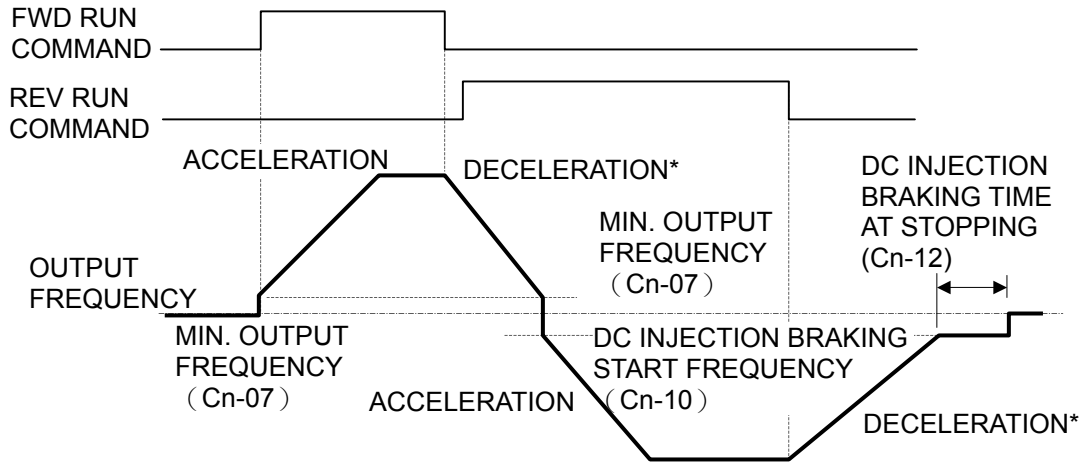 FWD RUN
COMMAND
REV RUN
COMMAND
ACCELERATION
DECELERATION*
DC INJECTION
BRAKING TIME
AT STOPPING
(Cn-12)
MIN. OUTPUT
FREQUENCY
（Cn-07）
OUTPUT
FREQUENCY
MIN. OUTPUT
FREQUENCY
（Cn-07）
DC INJECTION BRAKING
START FREQUENCY
（Cn-10）
ACCELERATION
DECELERATION*